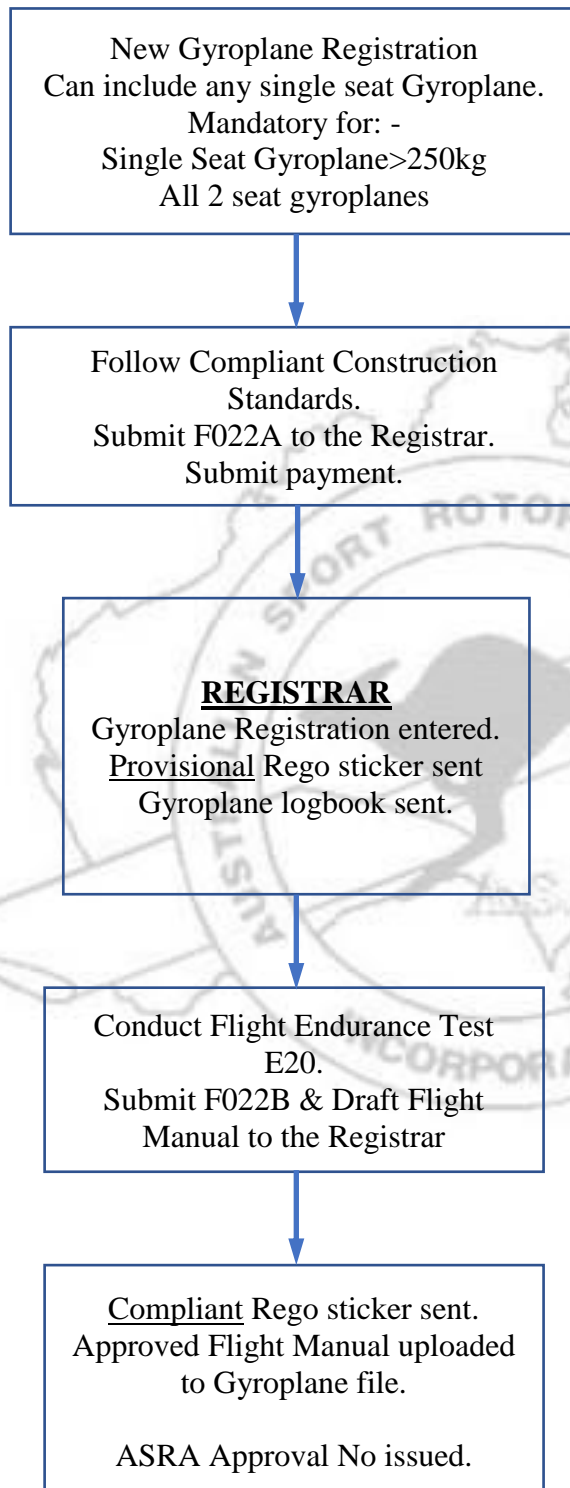 New Gyroplane Registration
Can include any single seat Gyroplane.
Mandatory for: -
Single Seat Gyroplane>250kg
All 2 seat gyroplanes
Follow Compliant Construction
Standards.
Submit F022A to the Registrar.
Submit payment.
REGISTRAR
Gyroplane Registration entered.
Provisional Rego sticker sent
Gyroplane logbook sent.
Conduct Flight Endurance Test
E20.
Submit F022B & Draft Flight
Manual to the Registrar
Compliant Rego sticker sent.
Approved Flight Manual uploaded
to Gyroplane file.
ASRA Approval No issued.
SPORT